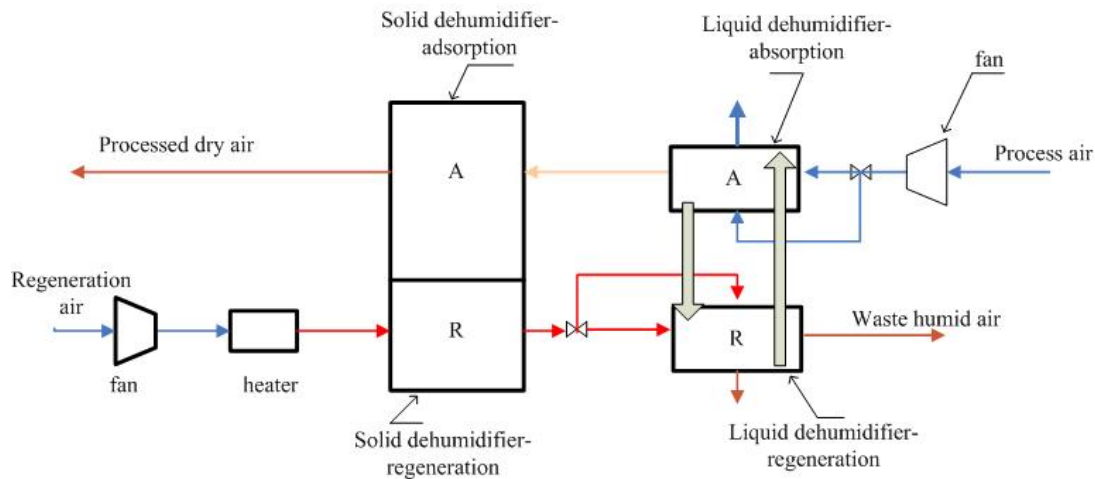 Solid dehumidifier-
adsorption
Liquid dehumidifier-
absorption
fan
Processed dry air
A
A
Process air
Regeneration
air
fan
heater
R
R
Waste humid air
Solid dehumidifier-
regeneration
Liquid dehumidifier-
regeneration